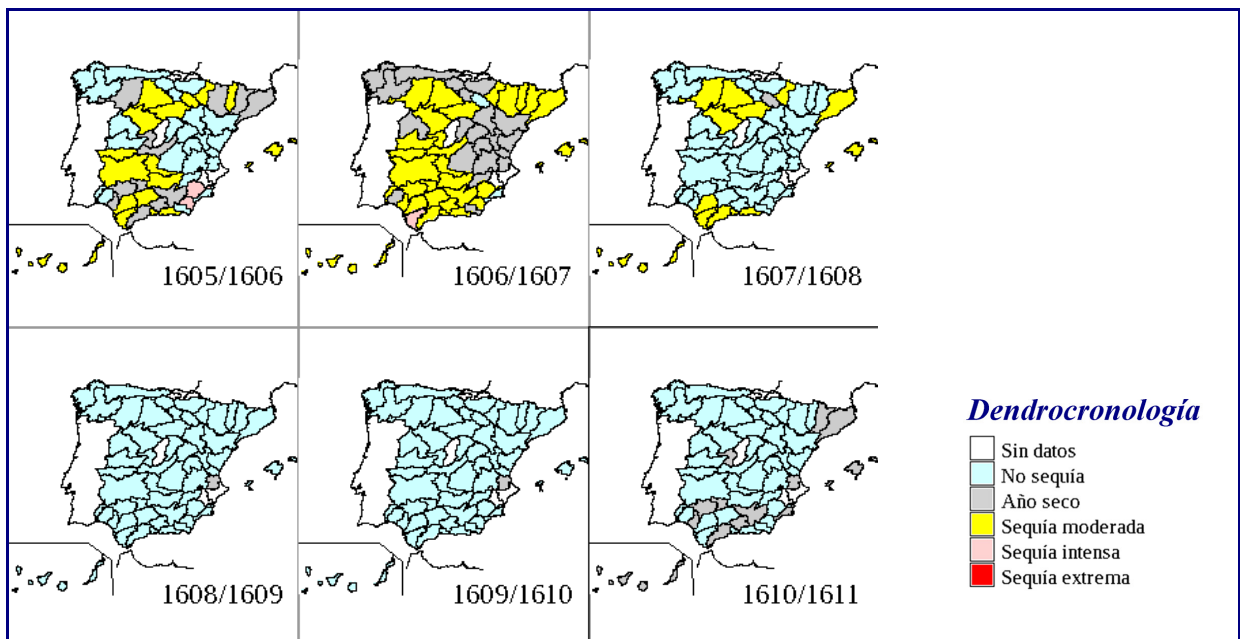 1605/1606
1606/1607
1607/1608
1608/1609
1609/1610
1610/1611
Dendrocronología
Sin datos
No sequía
Año seco
Sequía moderada
Sequía intensa
Sequía extrema